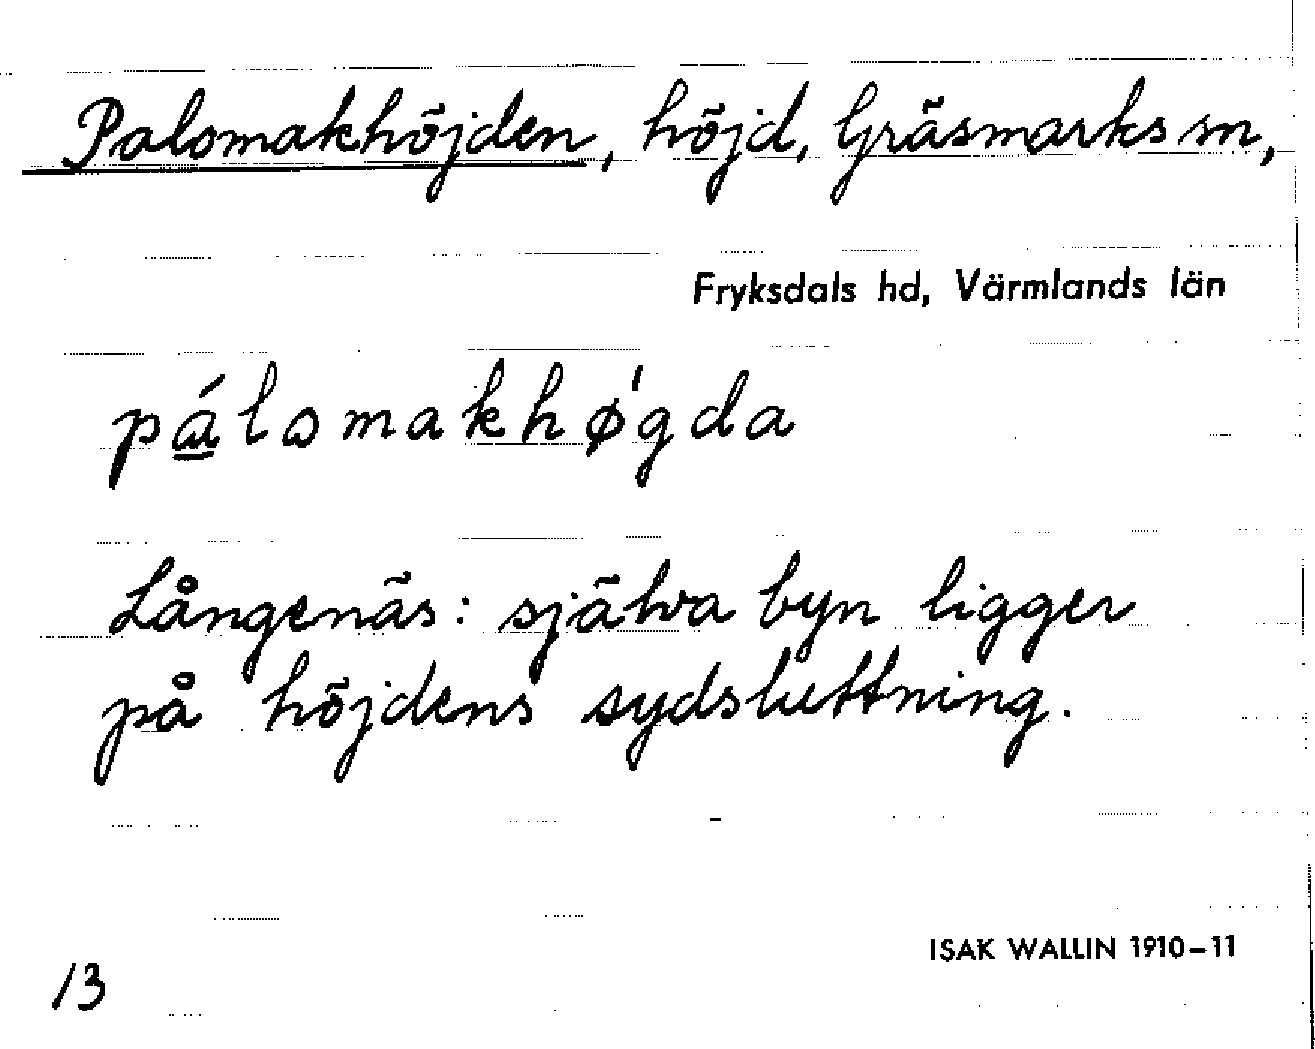 Palomakhöjden, höjd, Gräsmarks sn,
Fryksdals hd, Värmlands län
pálomakhǿgda
Långenäs: själva byn ligger
på höjdens sydsluttning.
ISAK WALLIN 1910-11
13